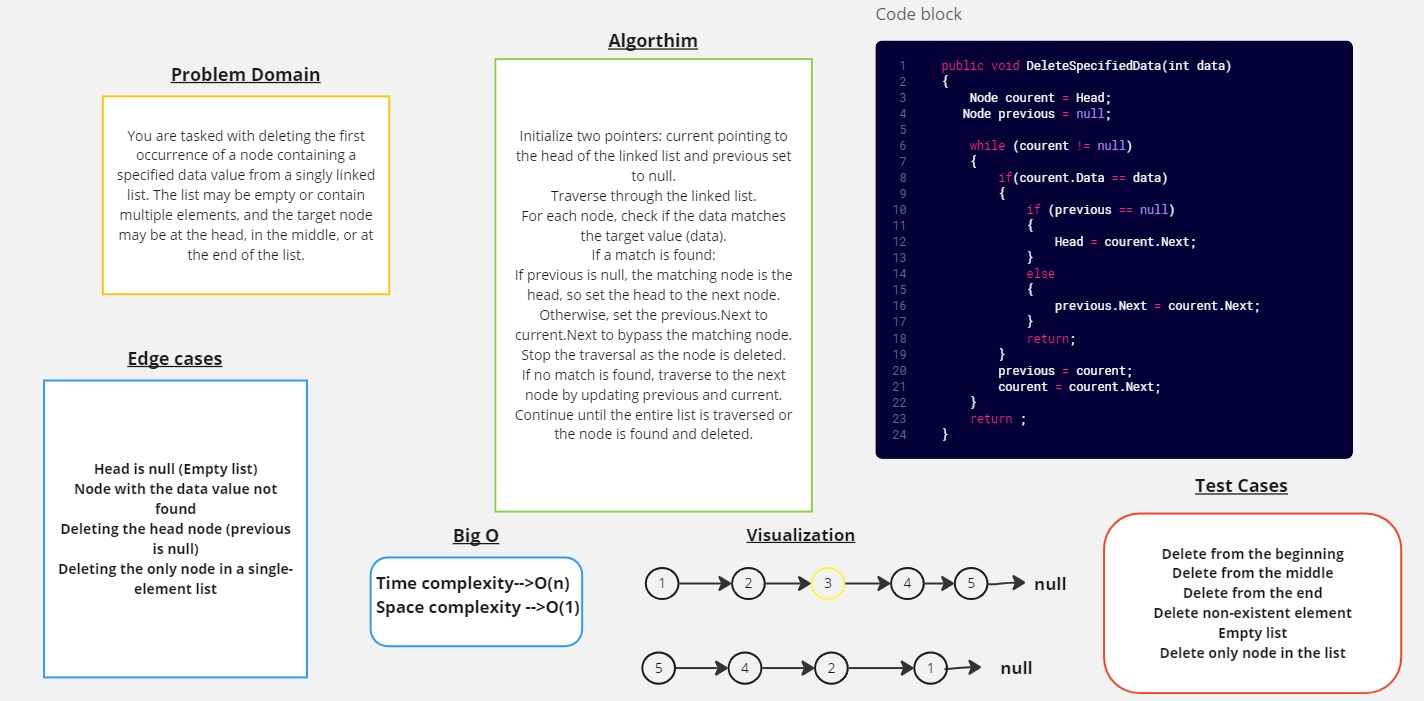 Problem Domain
You are tasked with deleting the first
occurrence of a node containing a
specified data value from a singly linked
list. The list may be empty or contain
multiple elements, and the target node
may be at the head, in the middle, or at
the end of the list.
Edge cases
Head is null (Empty list)
Node with the data value not
found
Deleting the head node (previous
is null)
Deleting the only node in a single-
element list
Algorthim
Initialize two pointers: current pointing to
the head of the linked list and previous set
to null.
Traverse through the linked list.
For each node, check if the data matches
the target value (data).
If a match is found:
If previous is null, the matching node is the
head, so set the head to the next node.
Otherwise, set the previous.Next to
current.Next to bypass the matching node.
Stop the traversal as the node is deleted.
If no match is found, traverse to the next
node by updating previous and current.
Continue until the entire list is traversed or
the node is found and deleted.
Big O
Time complexity-->O(n)
Space complexity -->O(1)
Code block
1 public void DeleteSpecifiedData(int data)
2 {
3 Node courent = Head;
4 Node previous = null;
5
6 while (courent != null)
7 {
8 if(courent.Data == data)
9 {
10 if (previous == null)
11 {
12 Head = courent.Next;
13 }
14 else
15 {
16 previous.Next = courent.Next;
17 }
18 return;
19 }
20 previous = courent;
21 courent = courent.Next;
22 }
23 return ;
24 }
Visualization
1 2 3 4 5 null
5 4 2 1 null
Test Cases
Delete from the beginning
Delete from the middle
Delete from the end
Delete non-existent element
Empty list
Delete only node in the list